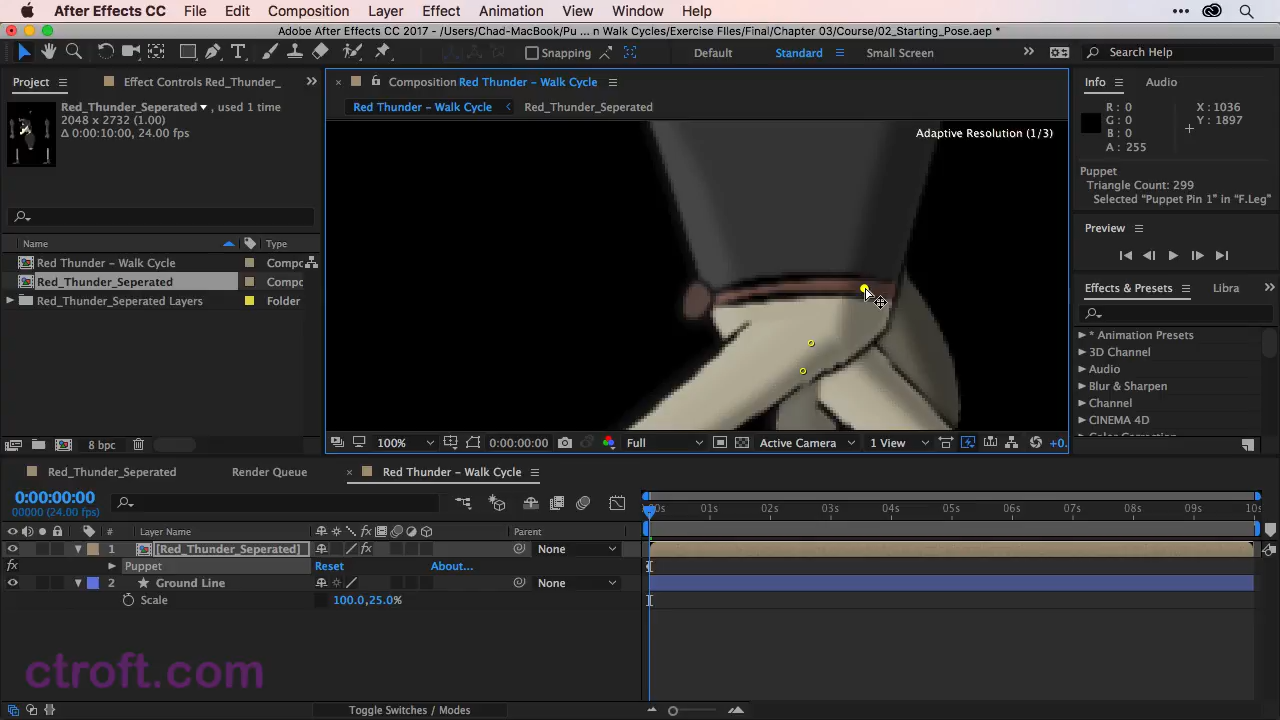 After Effects CC File Edit Composition Layer Effect Animation View Window Help
Adobe After Effects CC 2017 - /Users/Chad-MacBook/Pu ... n Walk Cycles/Exercise FIles/Final/Chapter 03/Course/02_Starting_Pose.aep *
Snapping Default Standard Small Screen » Search Help
Project Effect Controls Red_Thunder_ »
Composition Red Thunder – Walk Cycle
Info Audio
Red_Thunder_Seperated ▼, used 1 time
2048 x 2732 (1.00)
Δ 0:00:10:00, 24.00 fps
Red Thunder – Walk Cycle Red_Thunder_Seperated
Adaptive Resolution (1/3)
R: 0
G: 0
B: 0
A: 255
X: 1036
Y: 1897
Puppet
Triangle Count: 299
Selected “Puppet Pin 1” in “F.Leg”
Preview
Name Type
Red Thunder – Walk Cycle Compo
Red_Thunder_Seperated Compo
Red_Thunder_Seperated Layers Folder
Effects & Presets Libra »
* Animation Presets
3D Channel
Audio
Blur & Sharpen
Channel
CINEMA 4D
8 bpc
100% 0:00:00:00 Full Active Camera 1 View +0.
Red_Thunder_Seperated Render Queue Red Thunder – Walk Cycle
0:00:00:00
00000 (24.00 fps)
01s 02s 03s 04s 05s 06s 07s 08s 09s 10s
# Layer Name Parent
1 [Red_Thunder_Seperated] None
Puppet Reset About...
2 Ground Line None
Scale 100.0,25.0%
ctroft.com
Toggle Switches / Modes